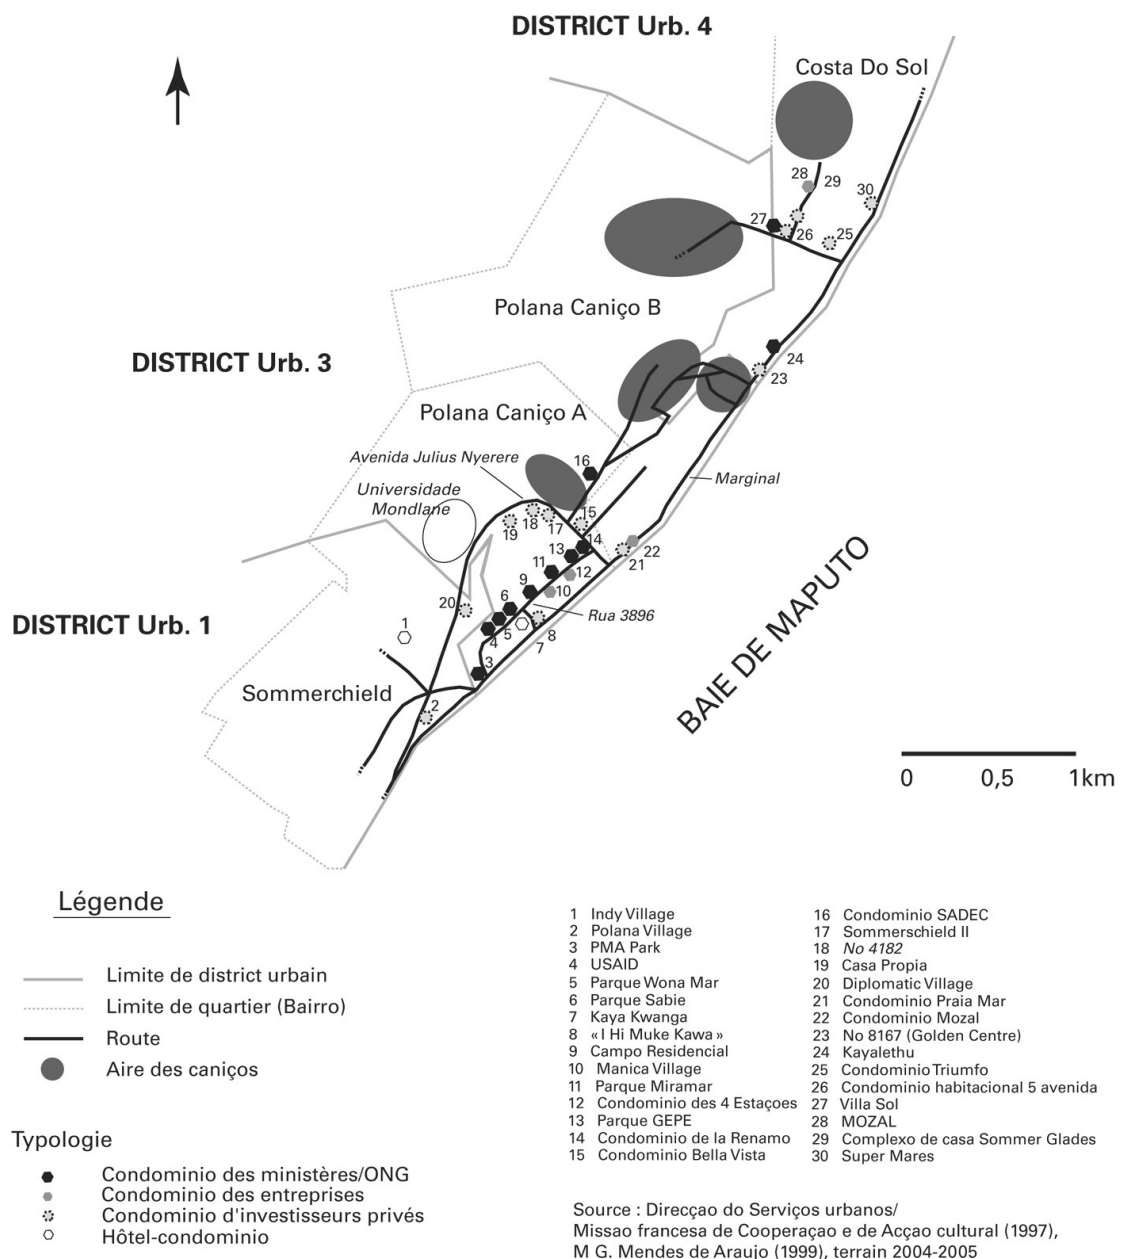 DISTRICT Urb. 4
Costa Do Sol
28
29
30
27
26
25
Polana Caniço B
24
23
DISTRICT Urb. 3
Polana Caniço A
Avenida Julius Nyerere
16
Marginal
Universidade
Mondlane
19
18
17
15
14
13
22
21
11
12
9
10
BAIE DE MAPUTO
20
6
Rua 3896
DISTRICT Urb. 1
1
5
8
4
7
3
Sommerchield
2
0 0,5 1km
Légende
Limite de district urbain
Limite de quartier (Bairro)
Route
Aire des caniços
Typologie
Condominio des ministères/ONG
Condominio des entreprises
Condominio d'investisseurs privés
Hôtel-condominio
1 Indy Village
2 Polana Village
3 PMA Park
4 USAID
5 Parque Wona Mar
6 Parque Sabie
7 Kaya Kwanga
8 « I Hi Muke Kawa »
9 Campo Residencial
10 Manica Village
11 Parque Miramar
12 Condominio des 4 Estaçoes
13 Parque GEPE
14 Condominio de la Renamo
15 Condominio Bella Vista
16 Condominio SADEC
17 Sommerschield II
18 No 4182
19 Casa Propia
20 Diplomatic Village
21 Condominio Praia Mar
22 Condominio Mozal
23 No 8167 (Golden Centre)
24 Kayalethu
25 Condominio Triumfo
26 Condominio habitacional 5 avenida
27 Villa Sol
28 MOZAL
29 Complexo de casa Sommer Glades
30 Super Mares
Source : Direcçao do Serviços urbanos/
Missao francesa de Cooperaçao e de Acçao cultural (1997),
M G. Mendes de Araujo (1999), terrain 2004-2005